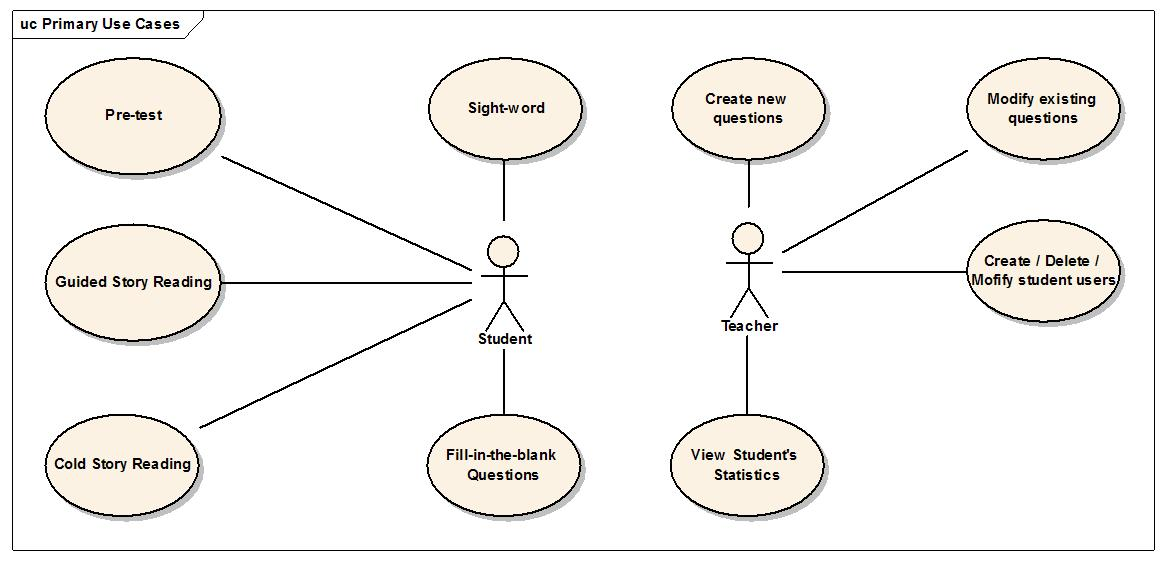 uc Primary Use Cases
Pre-test
Sight-word
Create new
questions
Modify existing
questions
Guided Story Reading
Create / Delete /
Mofify student users
Student
Teacher
Cold Story Reading
Fill-in-the-blank
Questions
View Student's
Statistics